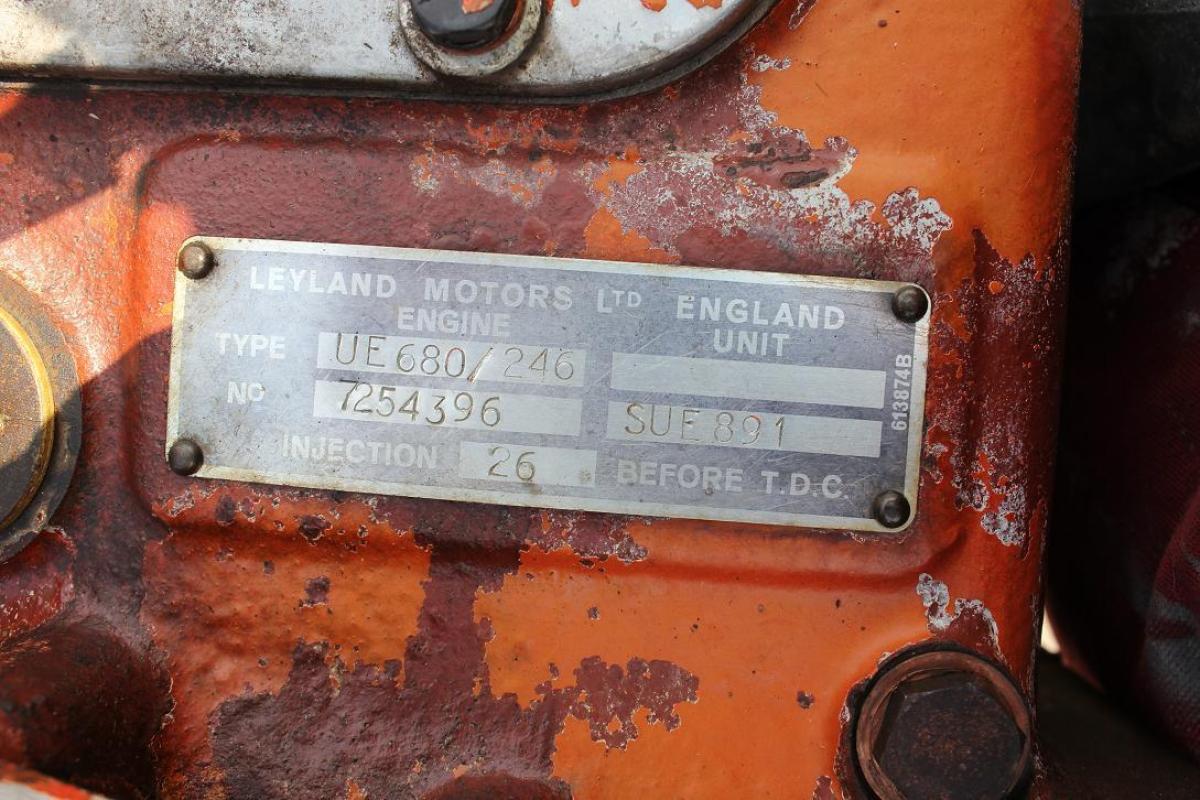 LEYLAND MOTORS LTD ENGLAND
ENGINE UNIT
TYPE UE680/246
NO 7254396 SUE891
INJECTION 26 BEFORE T.D.C.
613874B